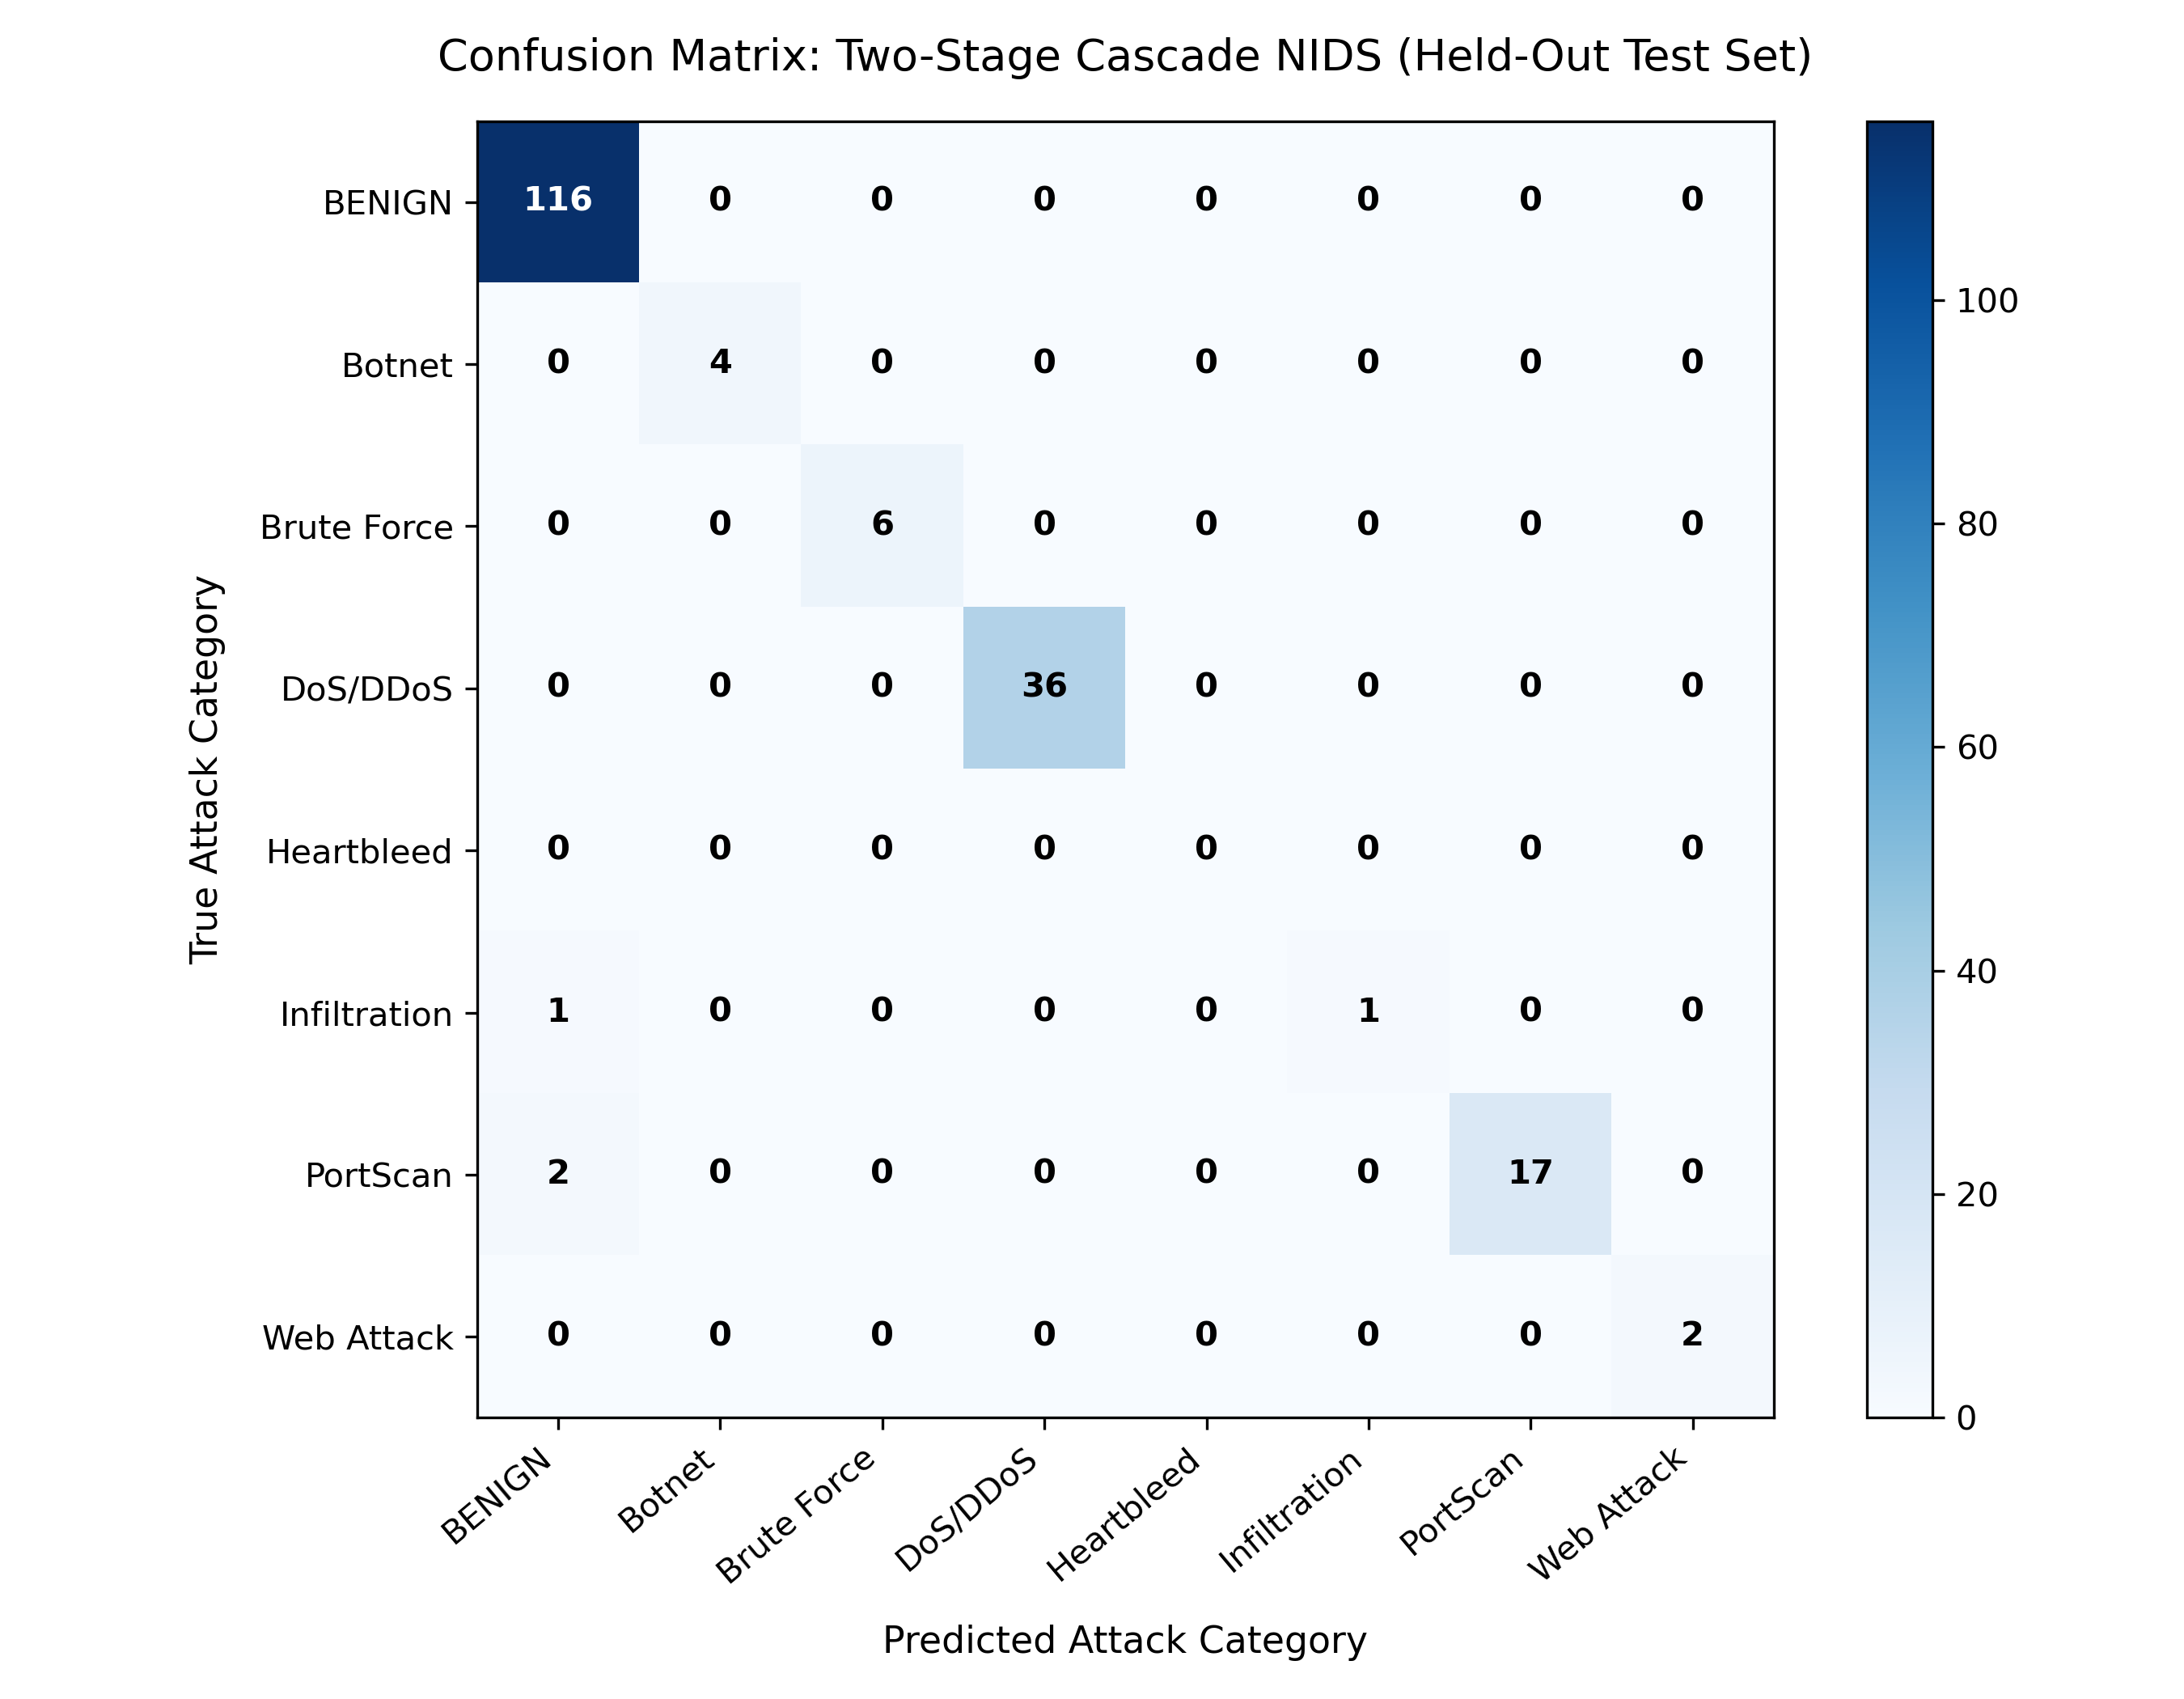 Confusion Matrix: Two-Stage Cascade NIDS (Held-Out Test Set)
True Attack Category
BENIGN 116 0 0 0 0 0 0 0
Botnet 0 4 0 0 0 0 0 0
Brute Force 0 0 6 0 0 0 0 0
DoS/DDoS 0 0 0 36 0 0 0 0
Heartbleed 0 0 0 0 0 0 0 0
Infiltration 1 0 0 0 0 1 0 0
PortScan 2 0 0 0 0 0 17 0
Web Attack 0 0 0 0 0 0 0 2
BENIGN Botnet Brute Force DoS/DDoS Heartbleed Infiltration PortScan Web Attack
Predicted Attack Category
100
80
60
40
20
0